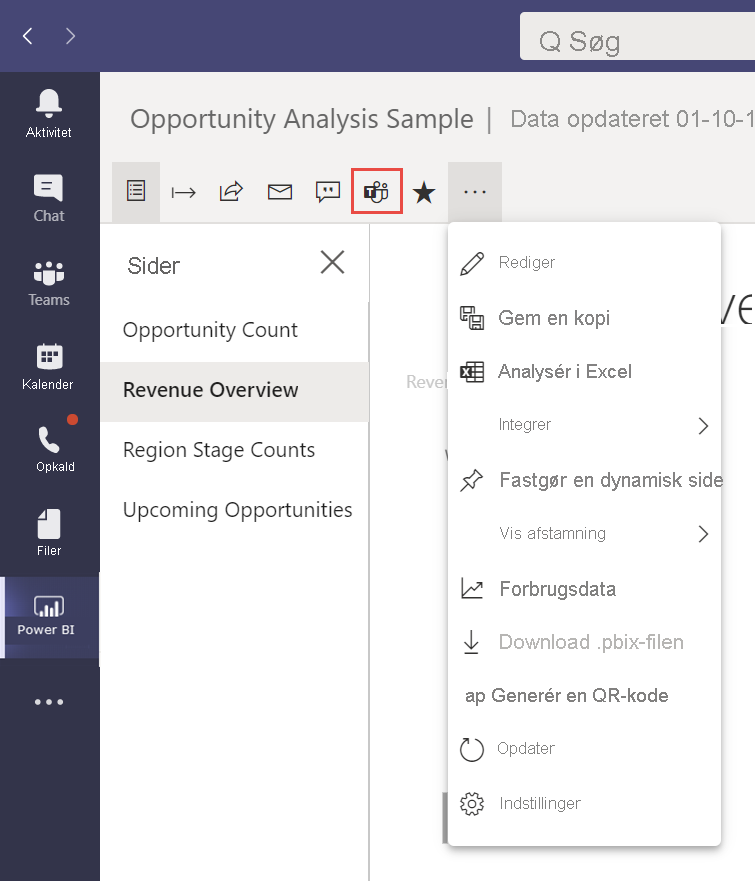 Q Søg
Aktivitet
Chat
Teams
Kalender
Opkald
Filer
Power BI
Opportunity Analysis Sample | Data opdateret 01-10-1
Sider
Opportunity Count
Revenue Overview
Region Stage Counts
Upcoming Opportunities
Rediger
Gem en kopi
Analysér i Excel
Integrer
Fastgør en dynamisk side
Vis afstamning
Forbrugsdata
Download .pbix-filen
ap Generér en QR-kode
Opdater
Indstillinger